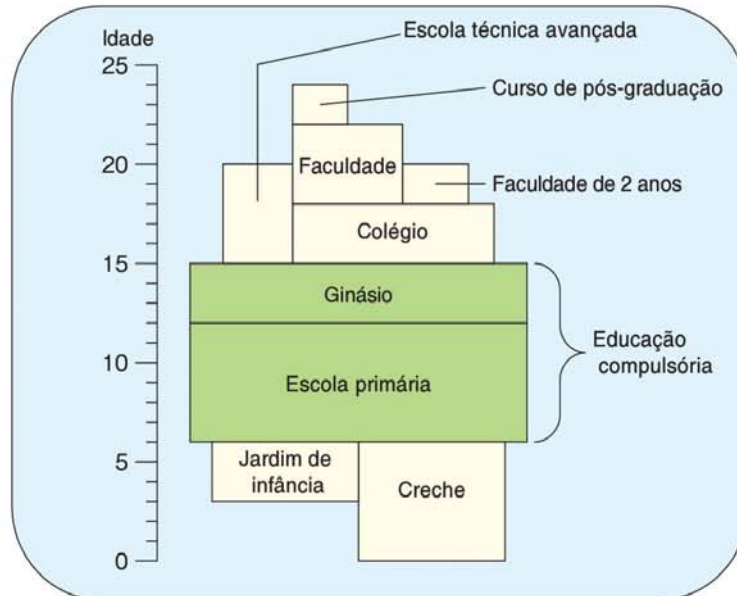 Idade
Escola técnica avançada
25
Curso de pós-graduação
20
Faculdade
Faculdade de 2 anos
Colégio
15
Ginásio
Educação
compulsória
10
Escola primária
5
Jardim de
infância
Creche
0